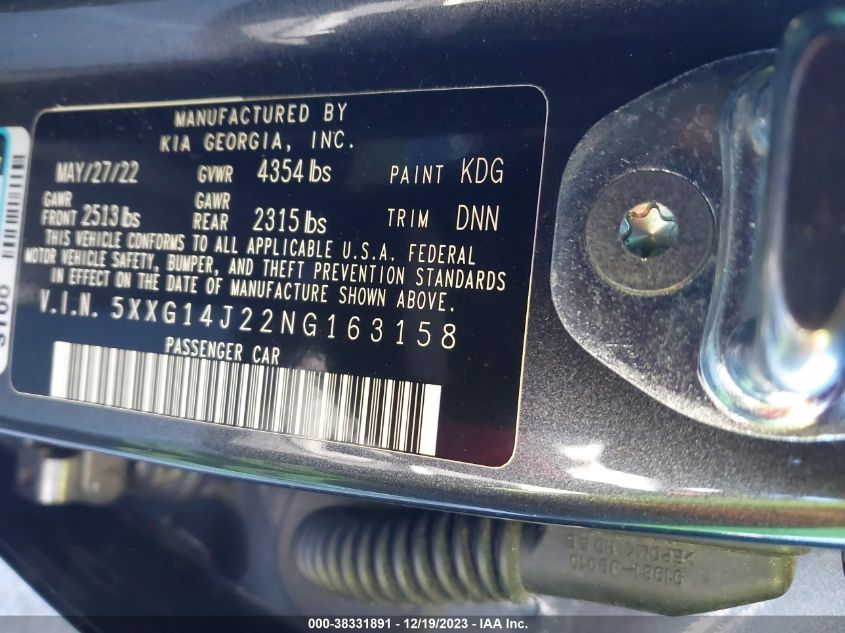 MANUFACTURED BY
KIA GEORGIA, INC.
MAY/27/22 GVWR 4354 lbs PAINT KDG
GAWR FRONT 2513 lbs GAWR REAR 2315 lbs TRIM DNN
THIS VEHICLE CONFORMS TO ALL APPLICABLE U.S.A. FEDERAL
MOTOR VEHICLE SAFETY, BUMPER, AND THEFT PREVENTION STANDARDS
IN EFFECT ON THE DATE OF MANUFACTURE SHOWN ABOVE.
V.I.N. 5XXG14J22NG163158
PASSENGER CAR
000-38331891 - 12/19/2023 - IAA Inc.